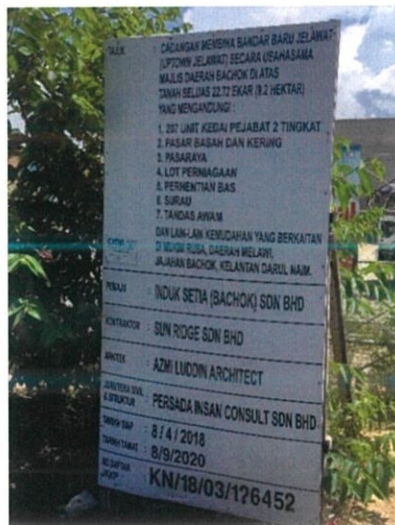 TAJUK : CADANGAN MEMBINA BANDAR BARU JELAWAT
(UPTOWN JELAWAT) SECARA USAHASAMA
MAJLIS DAERAH BACHOK DI ATAS
TANAH SELUAS 22.72 EKAR (9.2 HEKTAR)
YANG MENGANDUNGI :
1. 207 UNIT KEDAI PEJABAT 2 TINGKAT
2. PASAR BASAH DAN KERING
3. PASARAYA
4. LOT PERNIAGAAN
5. PERHENTIAN BAS
6. SURAU
7. TANDAS AWAM
DAN LAIN-LAIN KEMUDAHAN YANG BERKAITAN
DI MUKIM RUSA, DAERAH MELAWI,
JAJAHAN BACHOK, KELANTAN DARUL NAIM.
PEMAJU : INDUK SETIA (BACHOK) SDN BHD
KONTRAKTOR : SUN RIDGE SDN BHD
ARKITEK : AZMI LUDDIN ARCHITECT
JURUTERA SIVIL
& STRUKTUR : PERSADA INSAN CONSULT SDN BHD
TARIKH SIAP : 8/4/2018
TARIKH TAMAT : 8/9/2020
NO DAFTAR
JKKP : KN/18/03/126452